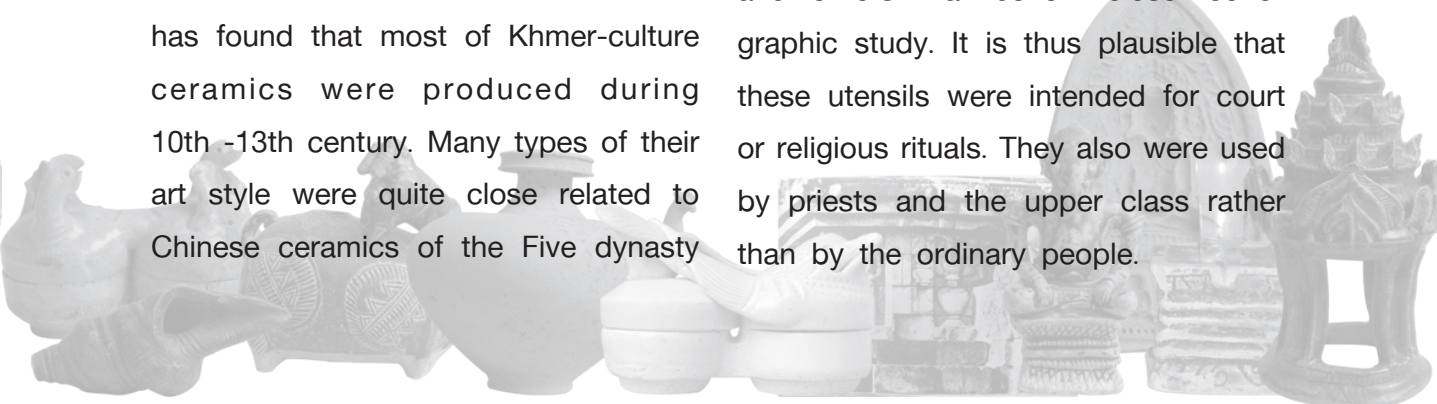 has found that most of Khmer-culture
ceramics were produced during
10th -13th century. Many types of their
art style were quite close related to
Chinese ceramics of the Five dynasty
graphic study. It is thus plausible that
these utensils were intended for court
or religious rituals. They also were used
by priests and the upper class rather
than by the ordinary people.